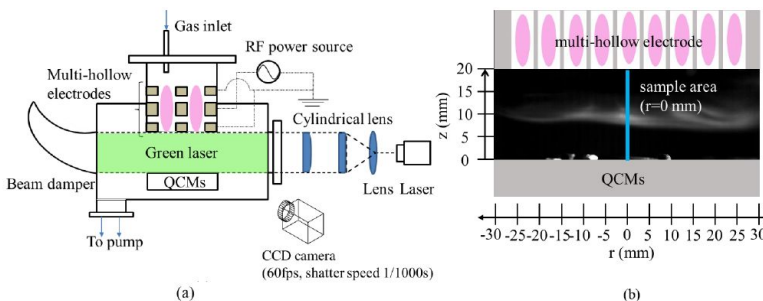 (a)
Gas inlet
RF power source
Multi-hollow
electrodes
Cylindrical lens
Green laser
Beam damper
QCMs
Lens Laser
To pump
CCD camera
(60fps, shatter speed 1/1000s)
(a)
(b)
multi-hollow electrode
20
15
10
5
0
z (mm)
sample area
(r=0 mm)
QCMs
-30 -25 -20 -15 -10 -5 0 5 10 15 20 25 30
r (mm)
(b)